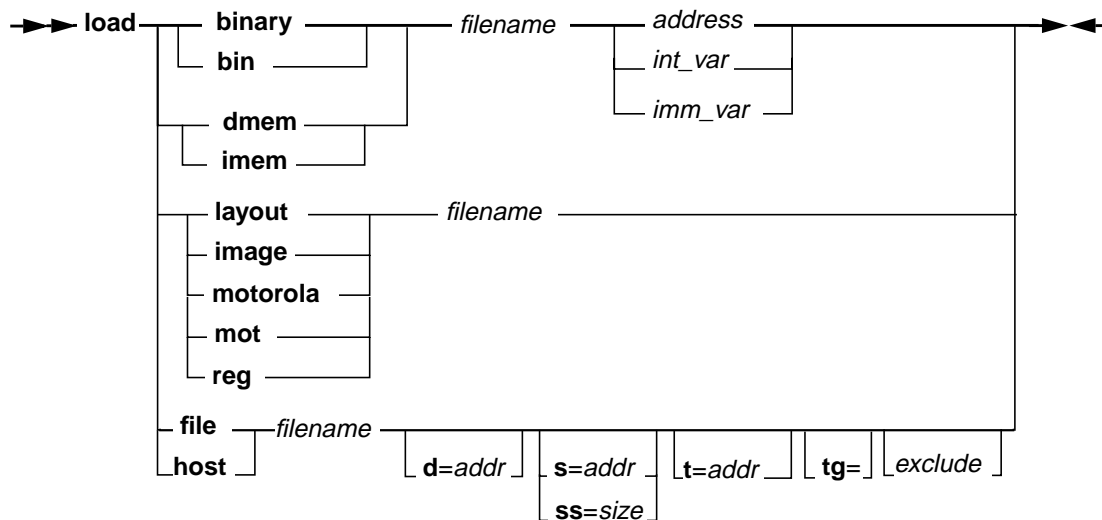 load binary filename address
bin int_var
imm_var
dmem
imem
layout filename
image
motorola
mot
reg
file filename
host d=addr s=addr t=addr tg= exclude
ss=size